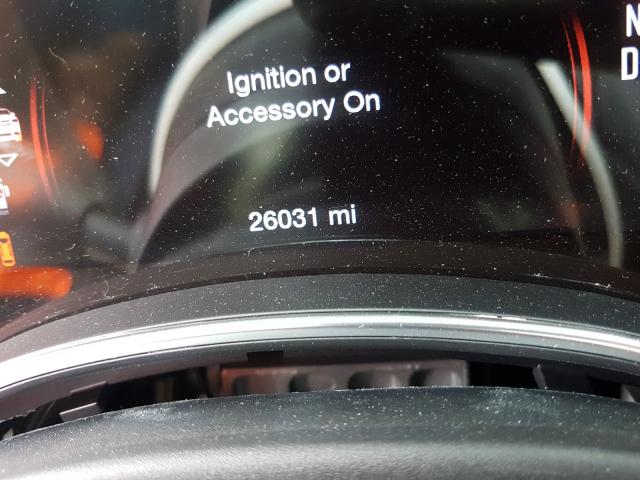 Ignition or
Accessory On
26031 mi
N
D